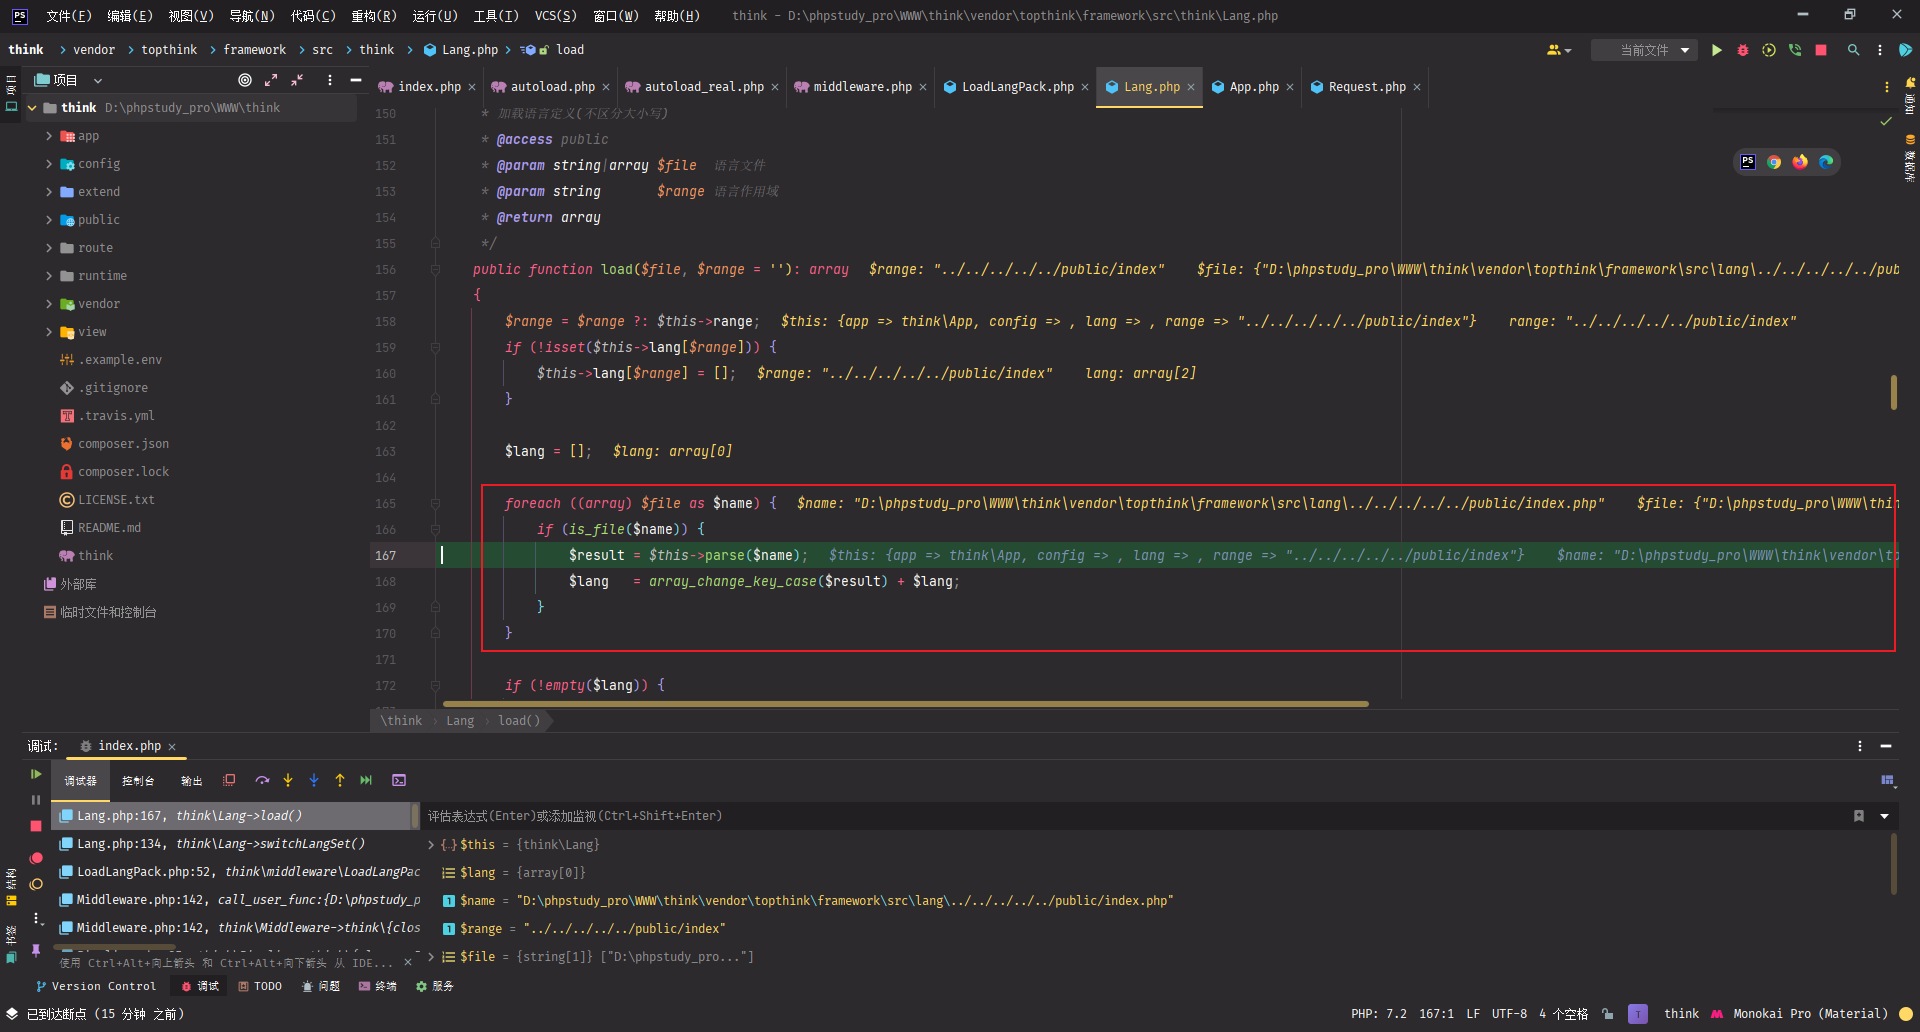 PS 文件(F) 编辑(E) 视图(V) 导航(N) 代码(C) 重构(R) 运行(U) 工具(T) VCS(S) 窗口(W) 帮助(H) think - D:\phpstudy_pro\WWW\think\vendor\topthink\framework\src\think\Lang.php
think > vendor > topthink > framework > src > think > Lang.php > load 当前文件
项目
index.php autoload.php autoload_real.php middleware.php LoadLangPack.php Lang.php App.php Request.php
think D:\phpstudy_pro\WWW\think
app
config
extend
public
route
runtime
vendor
view
.example.env
.gitignore
.travis.yml
composer.json
composer.lock
LICENSE.txt
README.md
think
外部库
临时文件和控制台
项目
结构
书签
通知
数据库
150 * 加载语言定义(不区分大小写)
151 * @access public
152 * @param string|array $file 语言文件
153 * @param string $range 语言作用域
154 * @return array
155 */
156 public function load($file, $range = ''): array $range: "../../../../../public/index" $file: {"D:\phpstudy_pro\WWW\think\vendor\topthink\framework\src\lang\../../../../../pub
157 {
158 $range = $range ?: $this->range; $this: {app => think\App, config => , lang => , range => "../../../../../public/index"} range: "../../../../../public/index"
159 if (!isset($this->lang[$range])) {
160 $this->lang[$range] = []; $range: "../../../../../public/index" lang: array[2]
161 }
162
163 $lang = []; $lang: array[0]
164
165 foreach ((array) $file as $name) { $name: "D:\phpstudy_pro\WWW\think\vendor\topthink\framework\src\lang\../../../../../public/index.php" $file: {"D:\phpstudy_pro\WWW\thin
166 if (is_file($name)) {
167 $result = $this->parse($name); $this: {app => think\App, config => , lang => , range => "../../../../../public/index"} $name: "D:\phpstudy_pro\WWW\think\vendor\to
168 $lang = array_change_key_case($result) + $lang;
169 }
170 }
171
172 if (!empty($lang)) {
\think > Lang > load()
调试: index.php
调试器 控制台 输出
Lang.php:167, think\Lang->load()
Lang.php:134, think\Lang->switchLangSet()
LoadLangPack.php:52, think\middleware\LoadLangPac
Middleware.php:142, call_user_func:{D:\phpstudy_p
Middleware.php:142, think\Middleware->think\{clos
使用 Ctrl+Alt+向上箭头 和 Ctrl+Alt+向下箭头 从 IDE...
评估表达式(Enter)或添加监视(Ctrl+Shift+Enter)
$this = {think\Lang}
$lang = {array[0]}
$name = "D:\phpstudy_pro\WWW\think\vendor\topthink\framework\src\lang\../../../../../public/index.php"
$range = "../../../../../public/index"
$file = {string[1]} ["D:\phpstudy_pro..."]
Version Control 调试 TODO 问题 终端 服务
已到达断点 (15 分钟 之前) PHP: 7.2 167:1 LF UTF-8 4 个空格 T think Monokai Pro (Material)